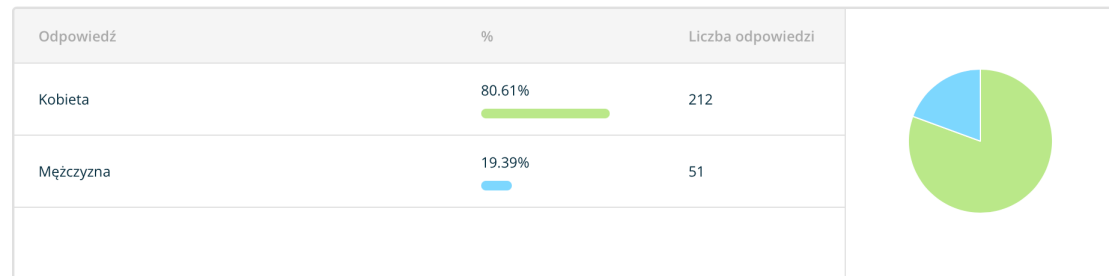 Odpowiedź % Liczba odpowiedzi
Kobieta 80.61% 212
Mężczyzna 19.39% 51